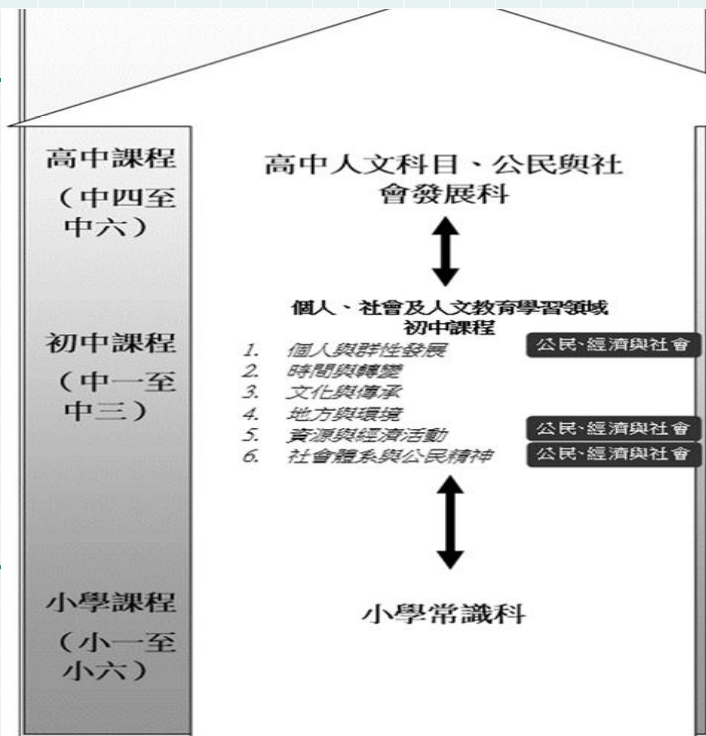 高中課程
（中四至
中六）
高中人文科目、公民與社
會發展科
個人、社會及人文教育學習領域
初中課程
初中課程
（中一至
中三）
1. 個人與群性發展
公民、經濟與社會
2. 時間與轉變
3. 文化與傳承
4. 地方與環境
5. 資源與經濟活動
公民、經濟與社會
6. 社會體系與公民精神
公民、經濟與社會
小學課程
（小一至
小六）
小學常識科